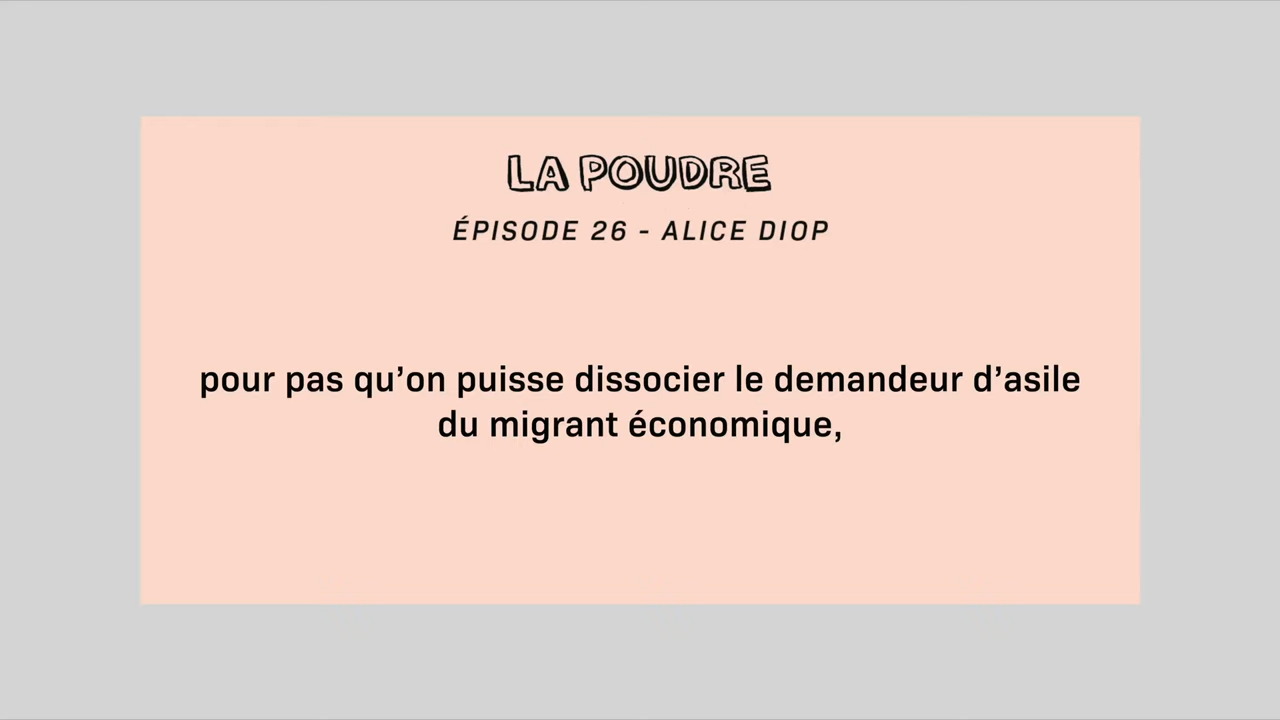 LA POUDRE
ÉPISODE 26 - ALICE DIOP
pour pas qu’on puisse dissocier le demandeur d’asile
du migrant économique,